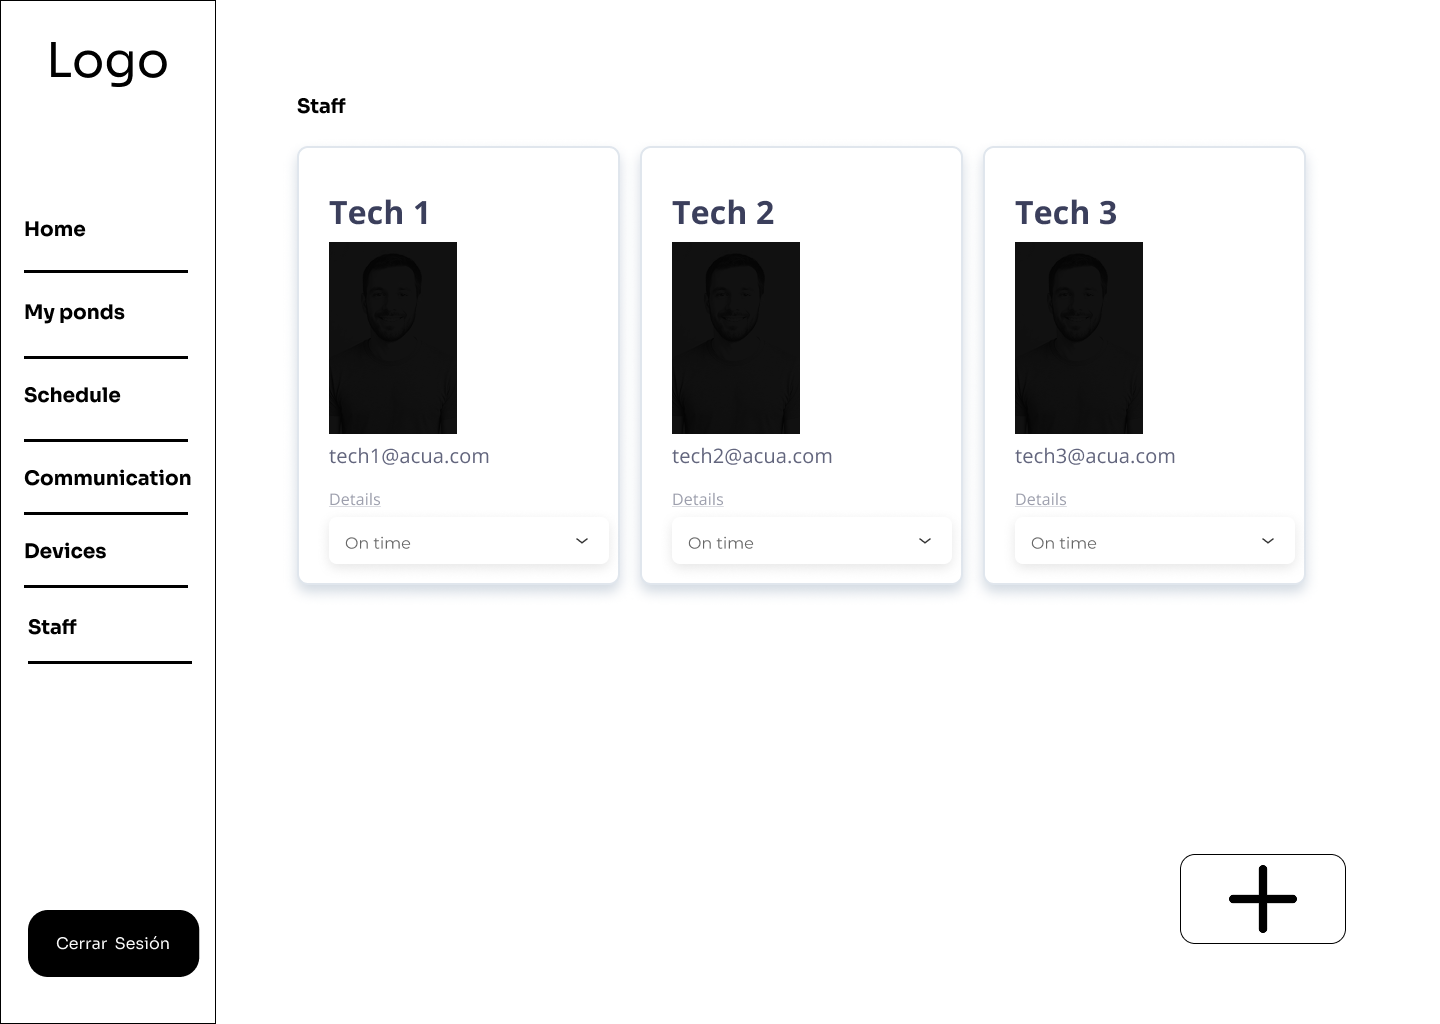 Logo
Home
My ponds
Schedule
Communication
Devices
Staff
Cerrar Sesión
Staff
Tech 1
tech1@acua.com
Details
On time
Tech 2
tech2@acua.com
Details
On time
Tech 3
tech3@acua.com
Details
On time